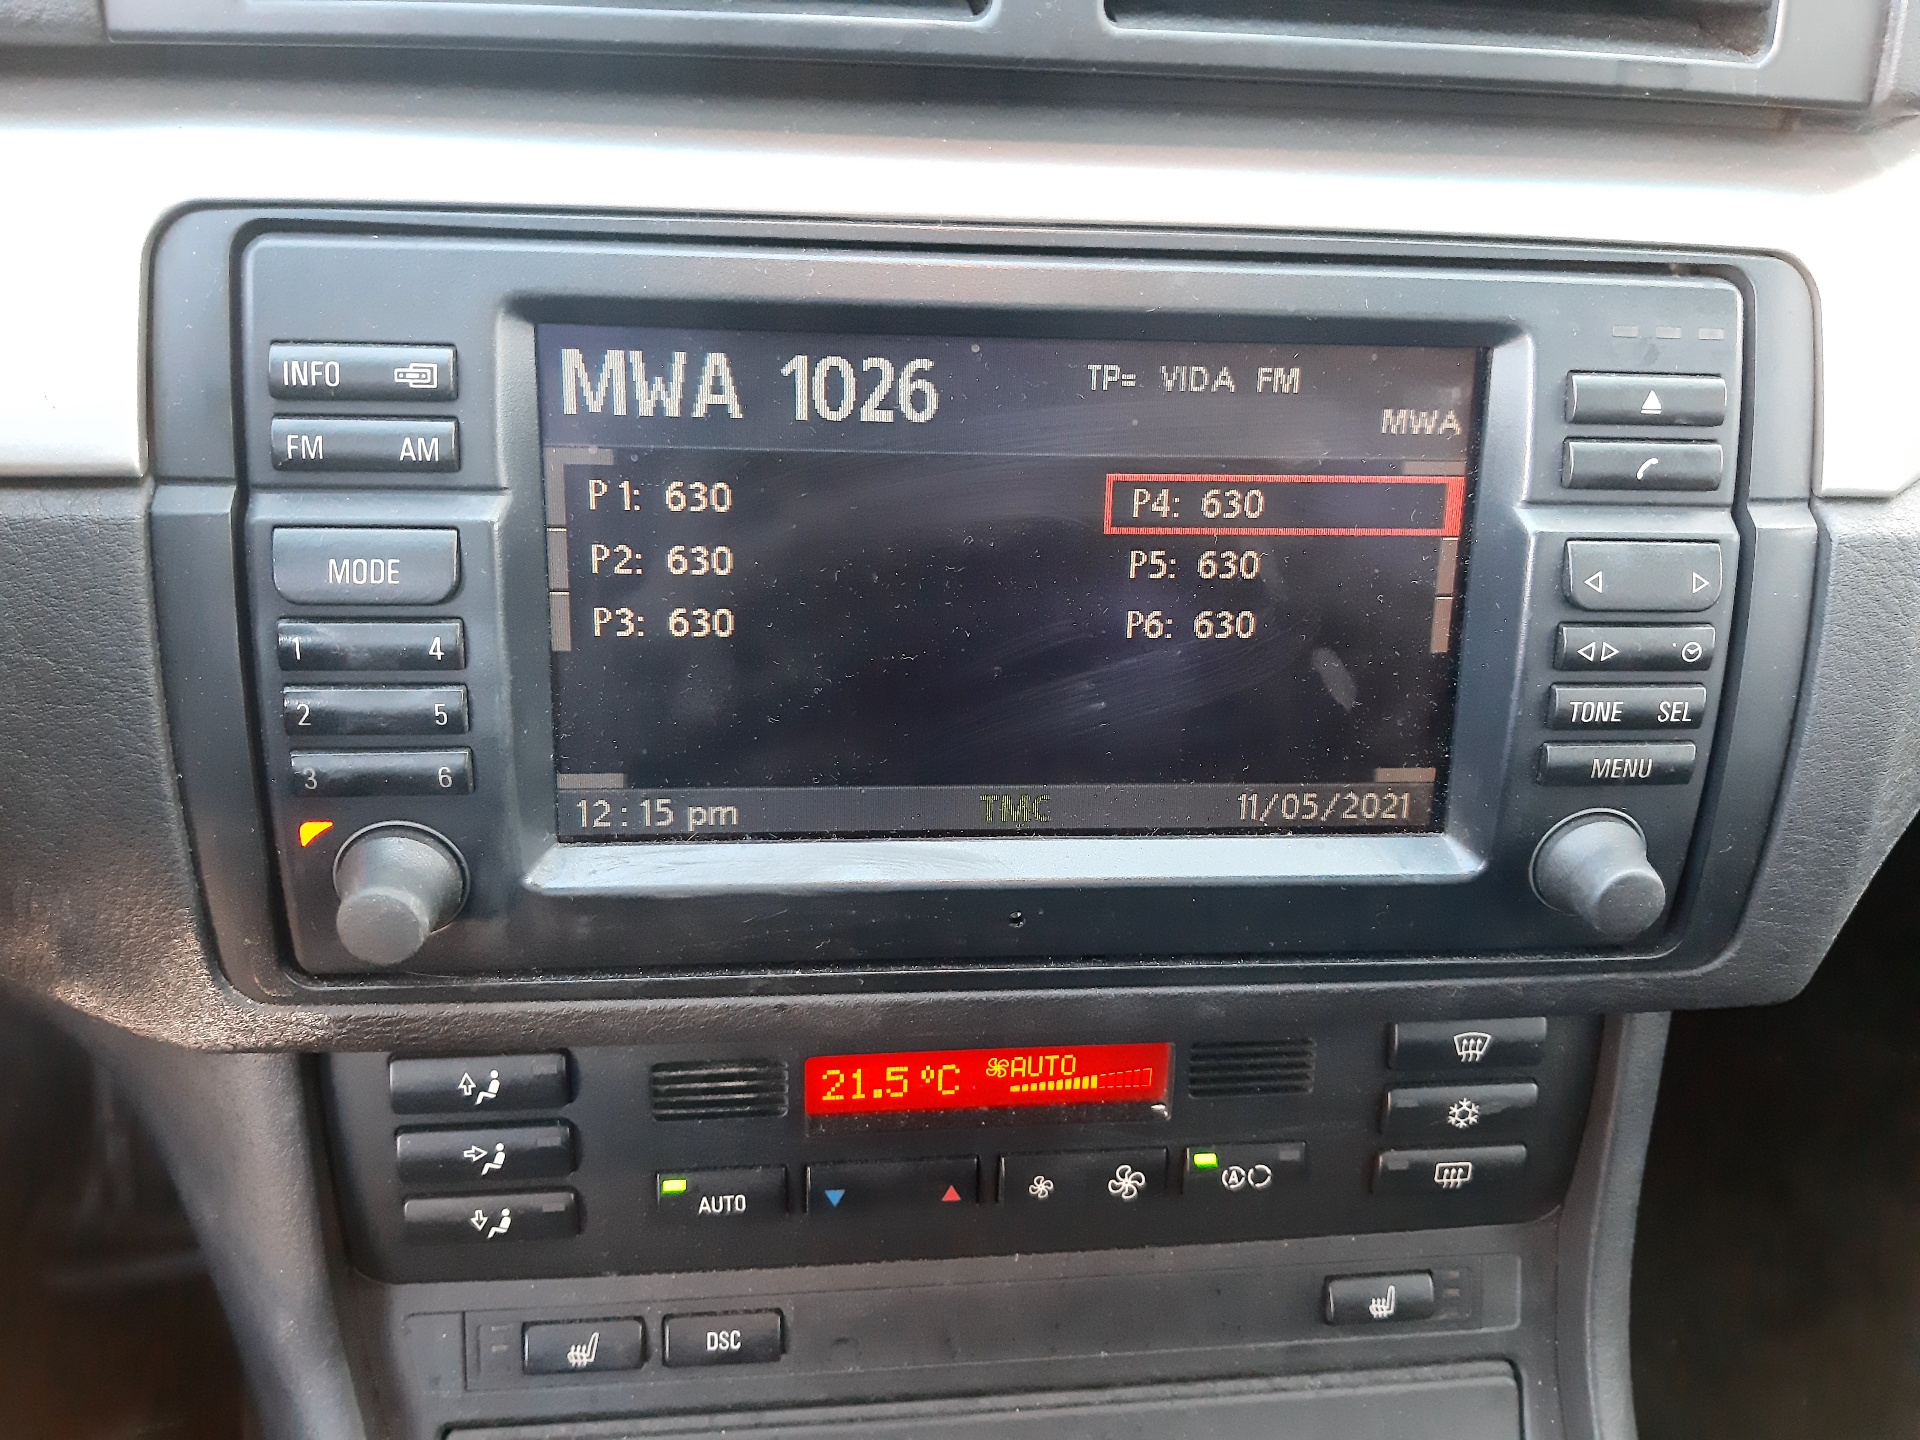 MWA 1026
TP= VIDA FM
MWA
P1: 630
P4: 630
P2: 630
P5: 630
P3: 630
P6: 630
12:15 pm
TMC
11/05/2021
INFO
FM AM
MODE
1 4
2 5
3 6
TONE SEL
MENU
21.5 °C
AUTO
AUTO
A
DSC